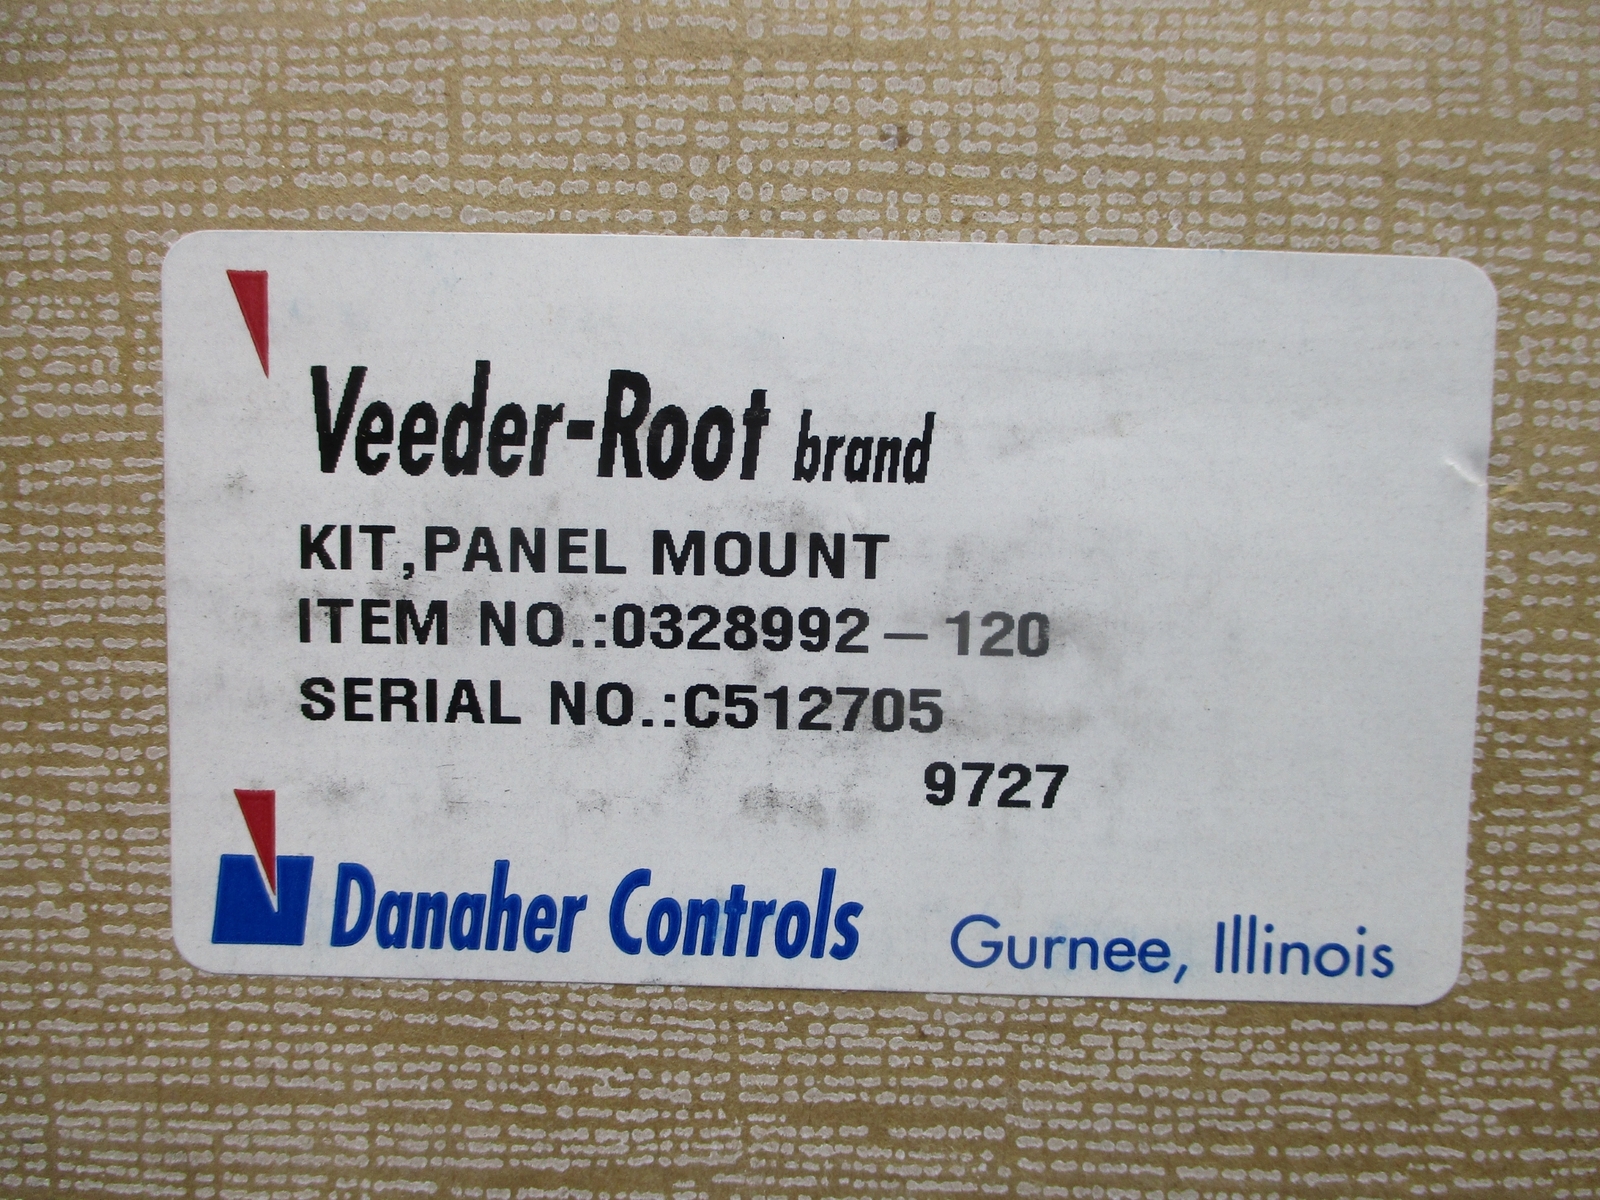 Veeder-Root brand
KIT,PANEL MOUNT
ITEM NO.:0328992-120
SERIAL NO.:C512705
9727
Danaher Controls Gurnee, Illinois